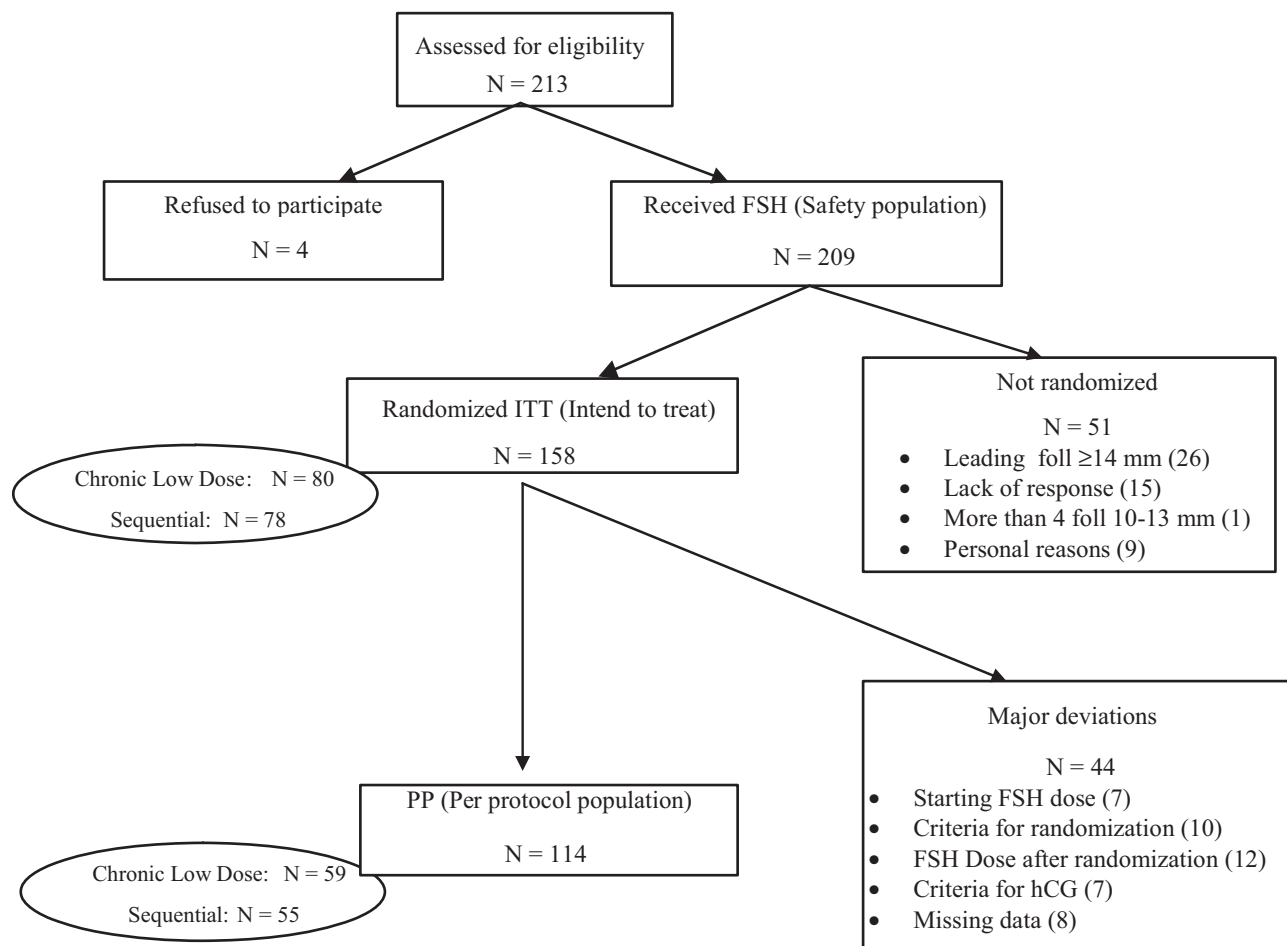 Assessed for eligibility
N = 213
Refused to participate
N = 4
Received FSH (Safety population)
N = 209
Randomized ITT (Intend to treat)
N = 158
Chronic Low Dose: N = 80
Sequential: N = 78
Not randomized
N = 51
• Leading foll ≥14 mm (26)
• Lack of response (15)
• More than 4 foll 10-13 mm (1)
• Personal reasons (9)
PP (Per protocol population)
N = 114
Chronic Low Dose: N = 59
Sequential: N = 55
Major deviations
N = 44
• Starting FSH dose (7)
• Criteria for randomization (10)
• FSH Dose after randomization (12)
• Criteria for hCG (7)
• Missing data (8)